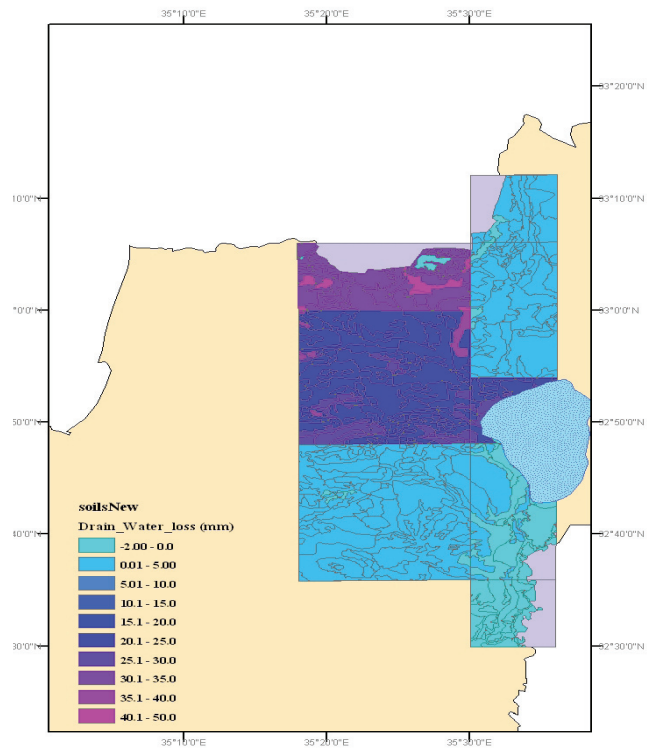 35°10'0"E 35°20'0"E 35°30'0"E
33°20'0"N
10'0"N 33°10'0"N
°0'0"N 33°0'0"N
50'0"N 32°50'0"N
40'0"N 32°40'0"N
30'0"N 32°30'0"N
soilsNew
Drain_Water_loss (mm)
-2.00 - 0.0
0.01 - 5.00
5.01 - 10.0
10.1 - 15.0
15.1 - 20.0
20.1 - 25.0
25.1 - 30.0
30.1 - 35.0
35.1 - 40.0
40.1 - 50.0
35°10'0"E 35°20'0"E 35°30'0"E